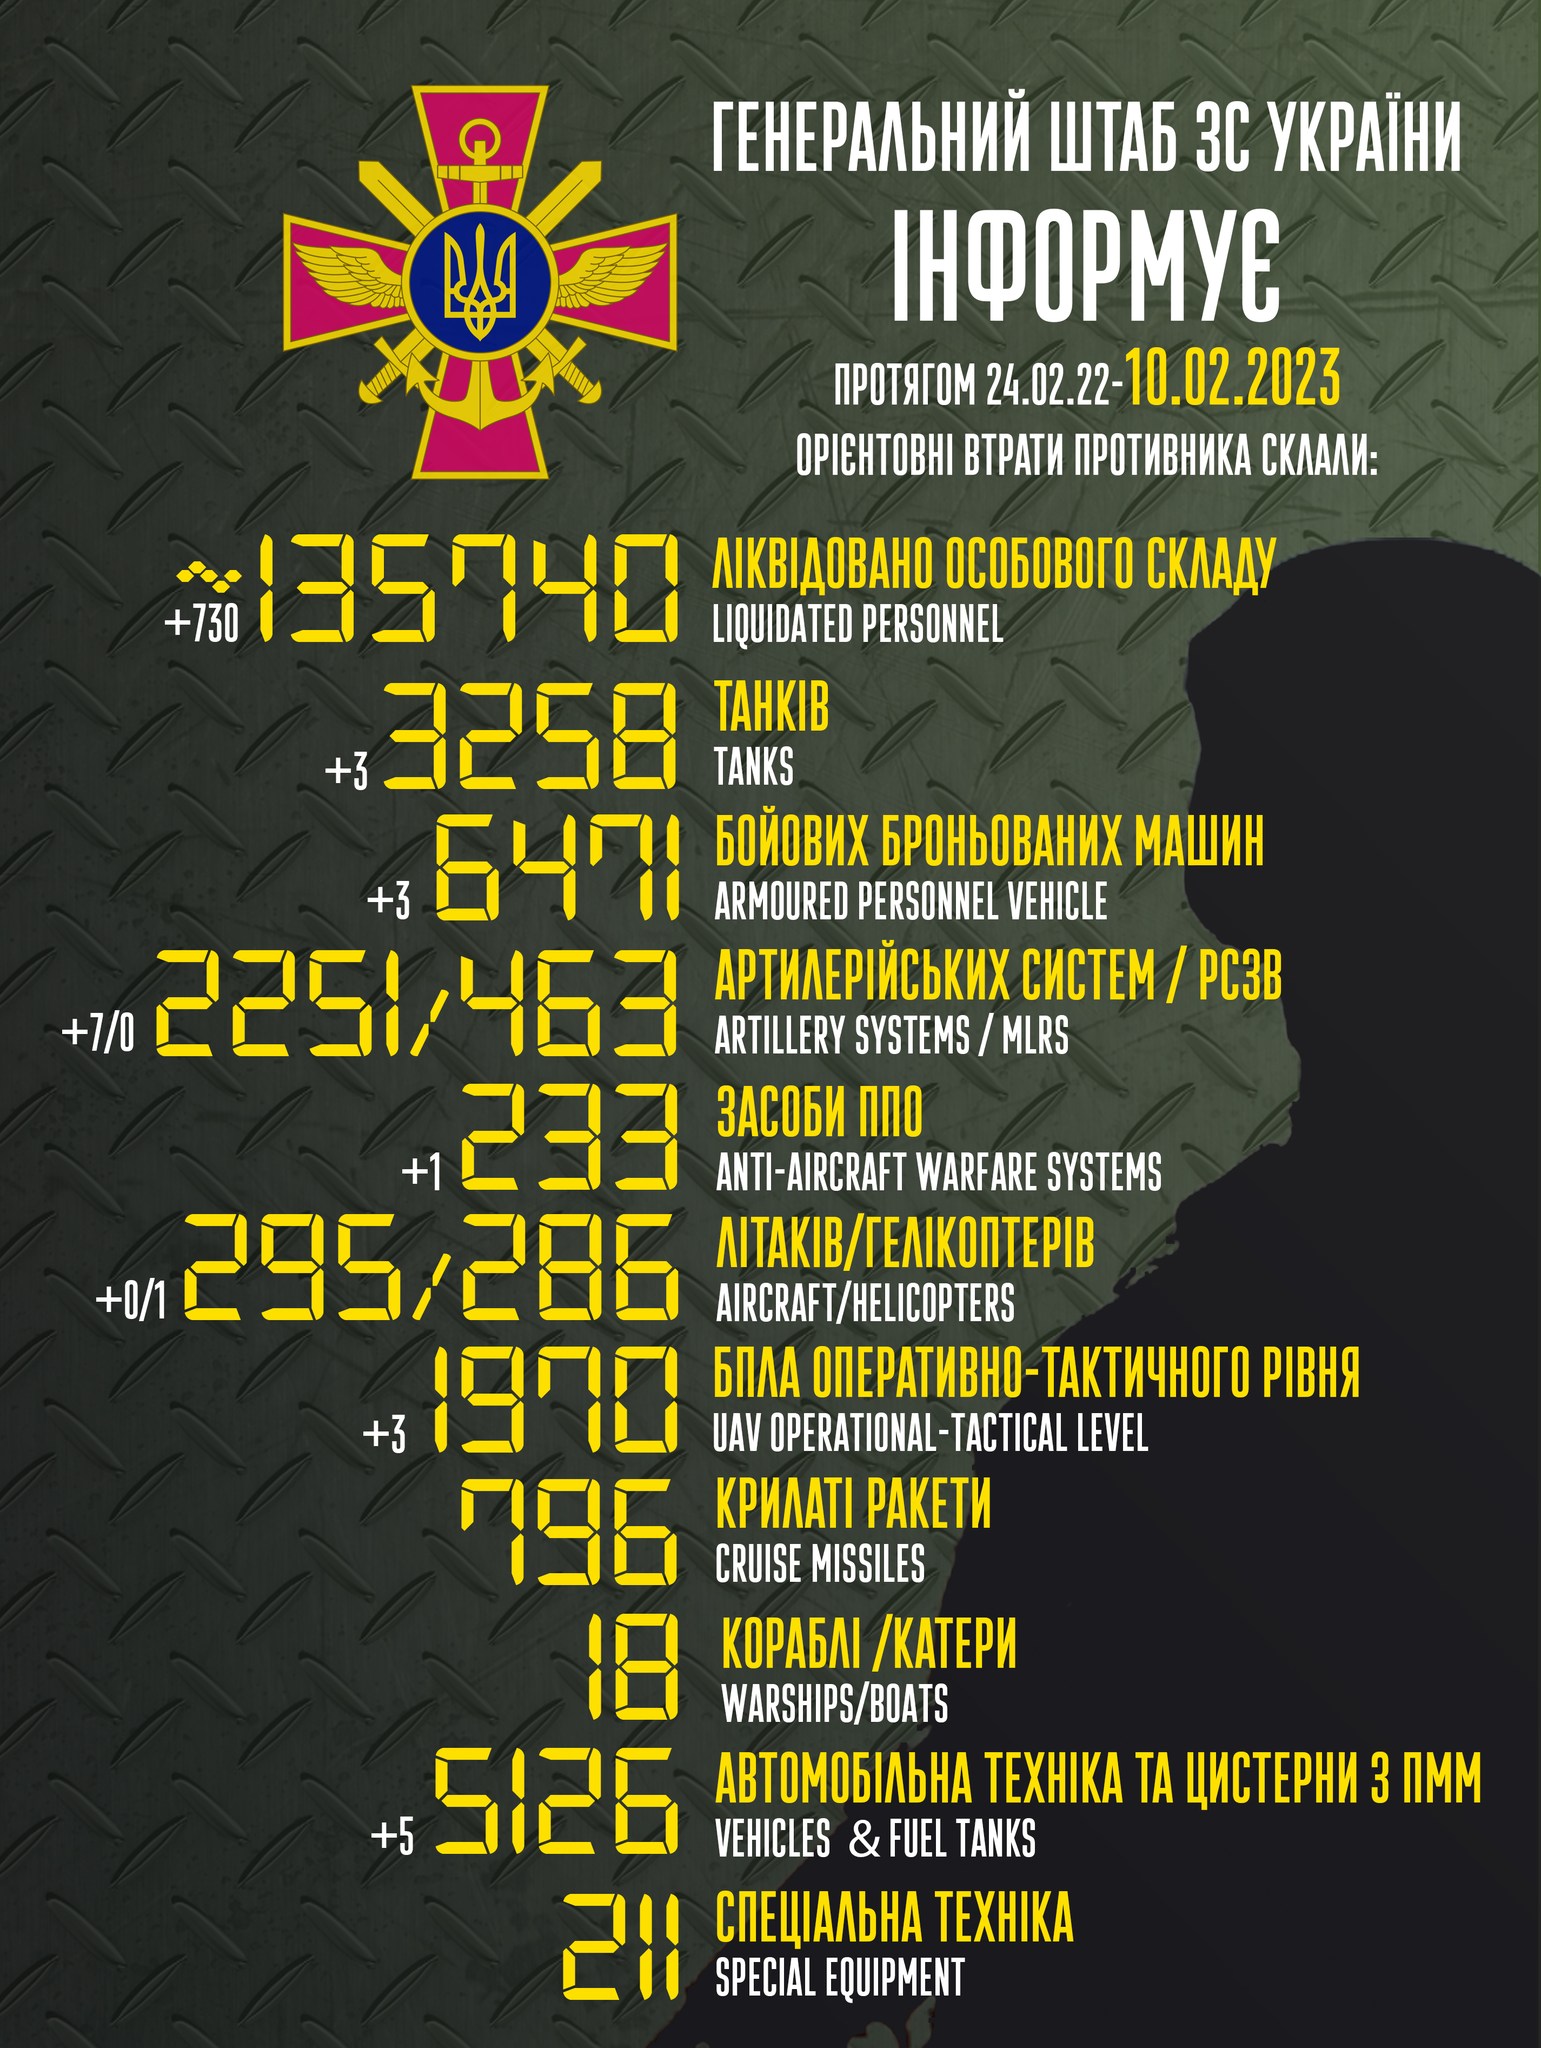 ГЕНЕРАЛЬНИЙ ШТАБ ЗС УКРАЇНИ
ІНФОРМУЄ
ПРОТЯГОМ 24.02.22-10.02.2023
ОРІЄНТОВНІ ВТРАТИ ПРОТИВНИКА СКЛАЛИ:
~135740 ЛІКВІДОВАНО ОСОБОВОГО СКЛАДУ
+730 LIQUIDATED PERSONNEL
3258 ТАНКІВ
+3 TANKS
6471 БОЙОВИХ БРОНЬОВАНИХ МАШИН
+3 ARMOURED PERSONNEL VEHICLE
2251/463 АРТИЛЕРІЙСЬКИХ СИСТЕМ / РСЗВ
+7/0 ARTILLERY SYSTEMS / MLRS
233 ЗАСОБИ ППО
+1 ANTI-AIRCRAFT WARFARE SYSTEMS
295/286 ЛІТАКІВ/ГЕЛІКОПТЕРІВ
+0/1 AIRCRAFT/HELICOPTERS
1970 БПЛА ОПЕРАТИВНО-ТАКТИЧНОГО РІВНЯ
+3 UAV OPERATIONAL-TACTICAL LEVEL
796 КРИЛАТІ РАКЕТИ
CRUISE MISSILES
18 КОРАБЛІ /КАТЕРИ
WARSHIPS/BOATS
5126 АВТОМОБІЛЬНА ТЕХНІКА ТА ЦИСТЕРНИ З ПММ
+5 VEHICLES & FUEL TANKS
211 СПЕЦІАЛЬНА ТЕХНІКА
SPECIAL EQUIPMENT